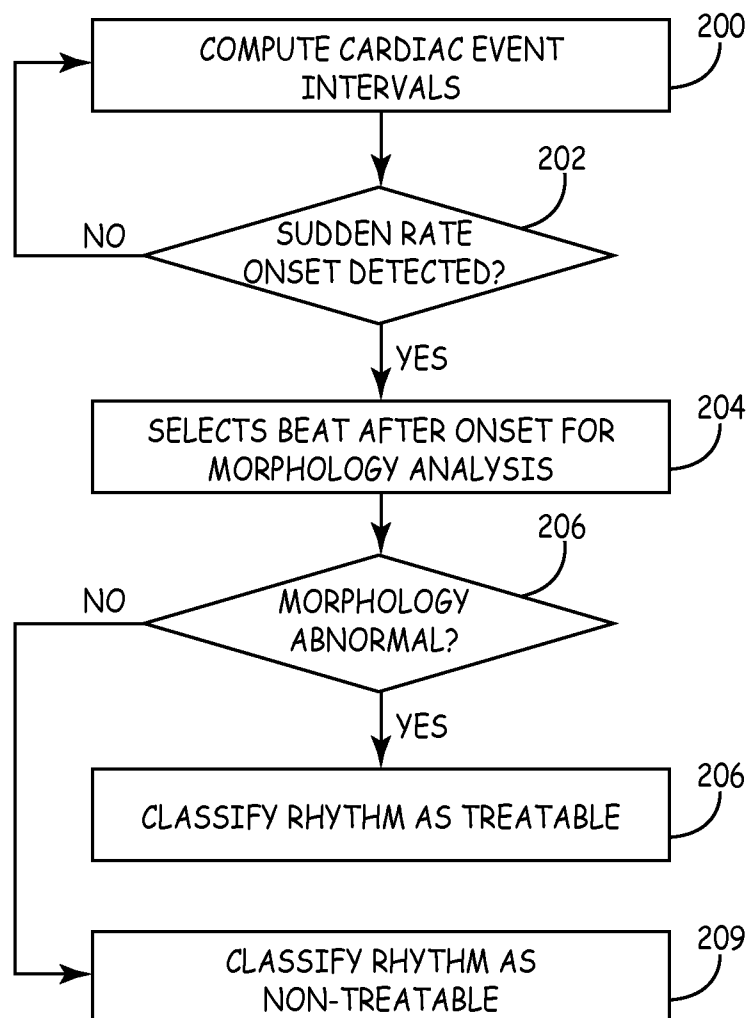 200
COMPUTE CARDIAC EVENT
INTERVALS
202
NO
SUDDEN RATE
ONSET DETECTED?
YES
204
SELECTS BEAT AFTER ONSET FOR
MORPHOLOGY ANALYSIS
206
NO
MORPHOLOGY
ABNORMAL?
YES
206
CLASSIFY RHYTHM AS TREATABLE
209
CLASSIFY RHYTHM AS
NON-TREATABLE